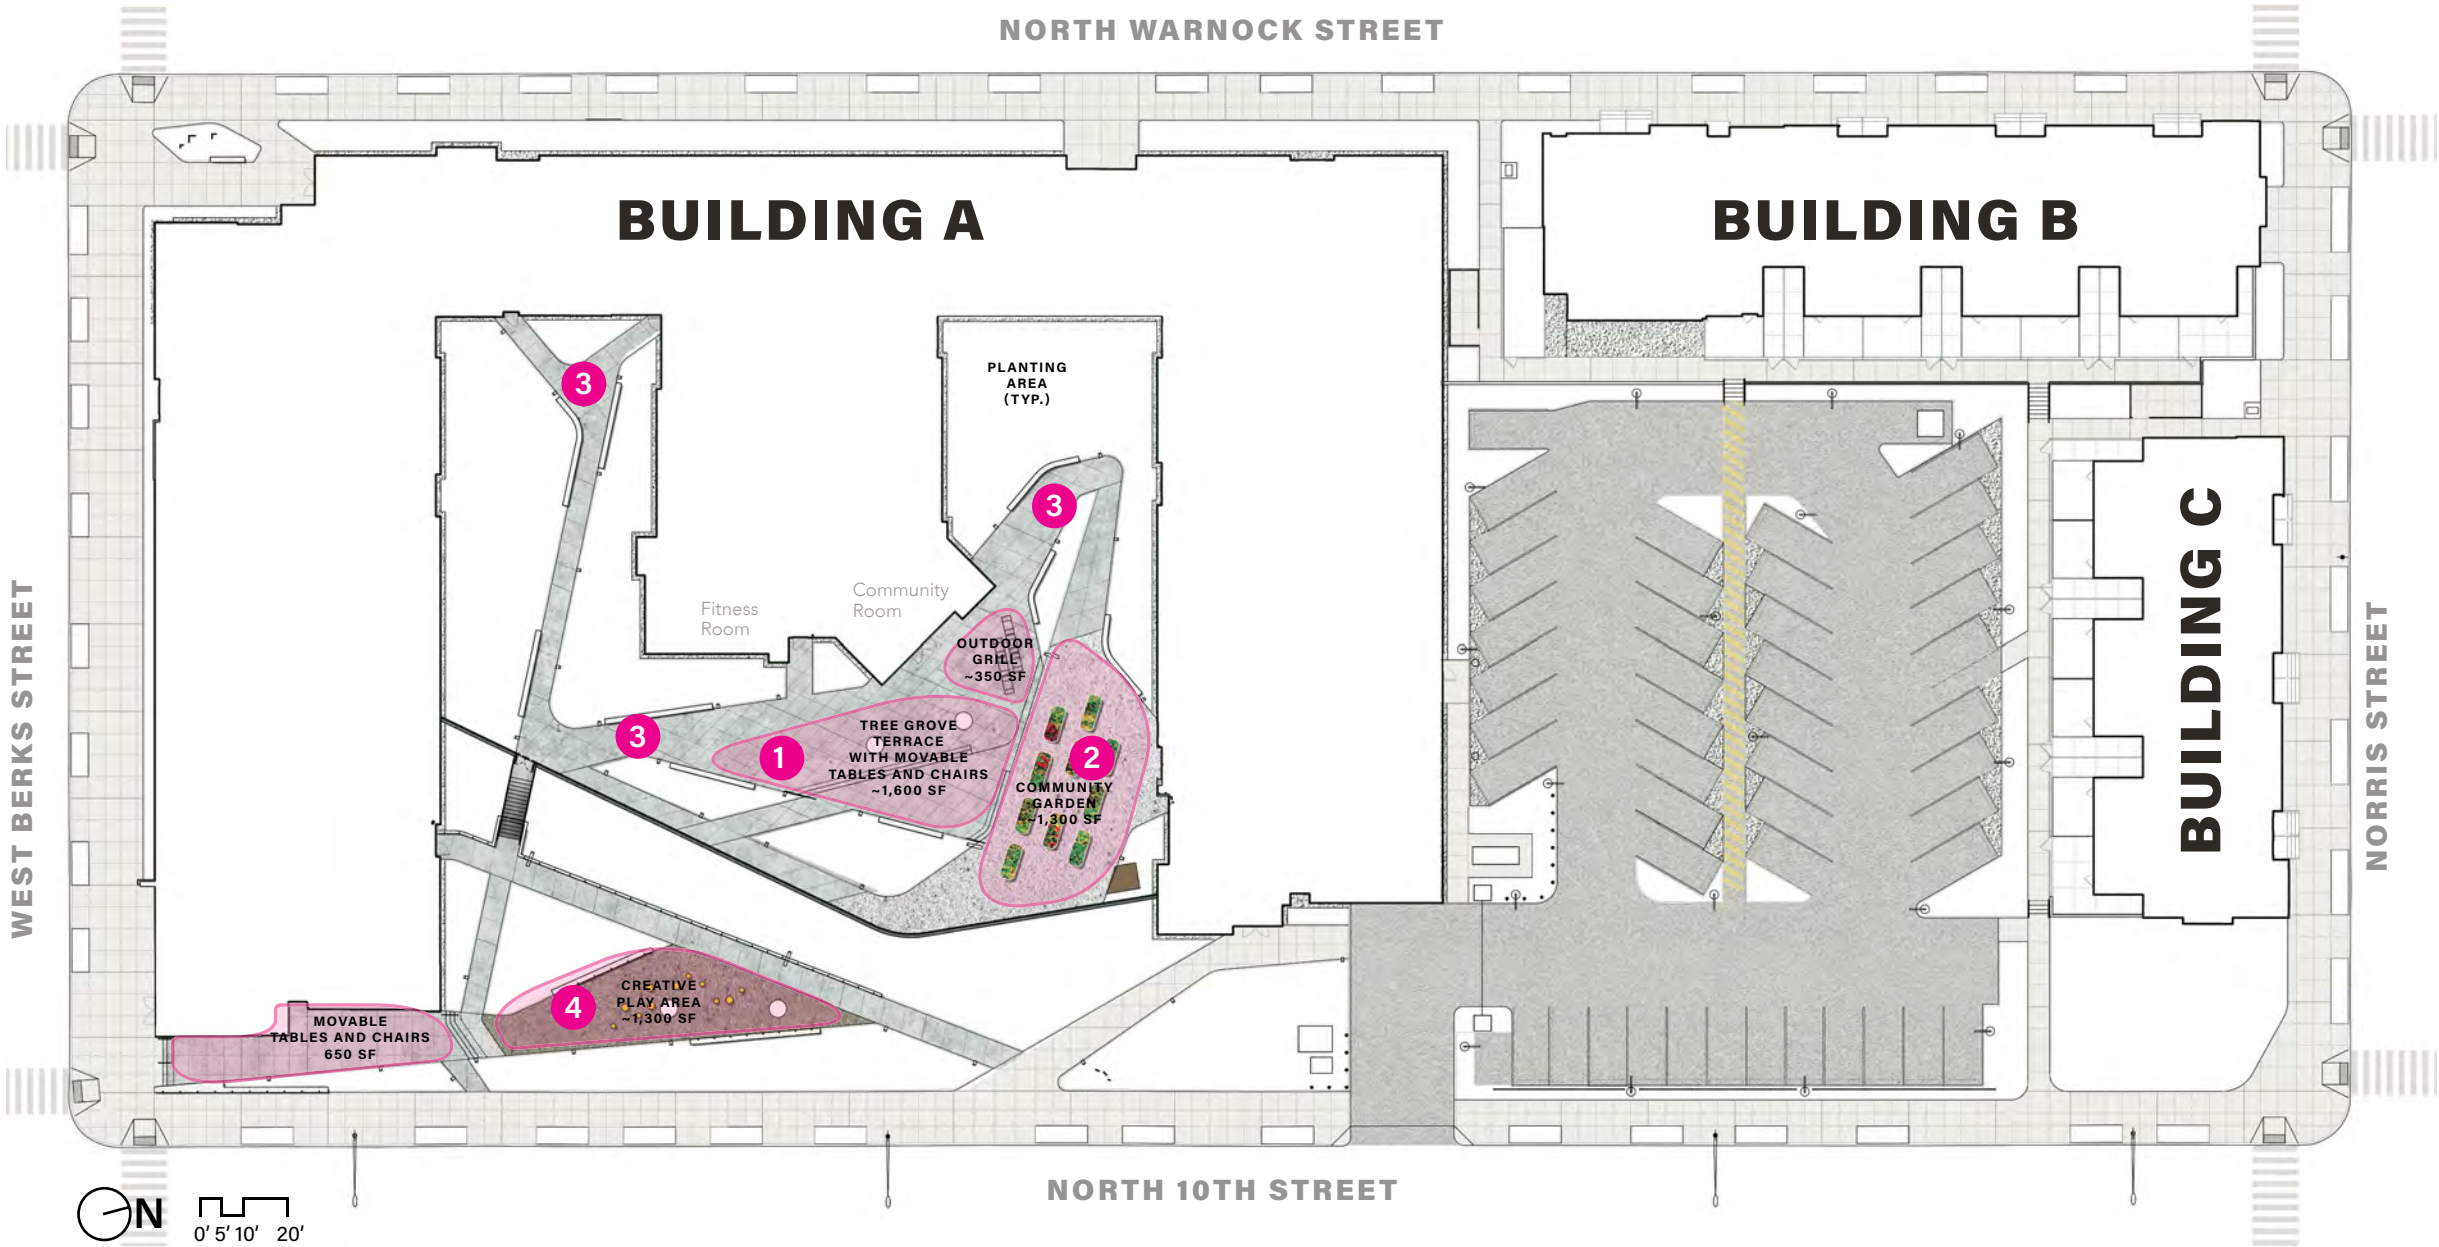 NORTH WARNOCK STREET
BUILDING A
BUILDING B
3
PLANTING
AREA
(TYP.)
3
BUILDING C
WEST BERKS STREET
NORRIS STREET
Fitness
Room
Community
Room
OUTDOOR
GRILL
~350 SF
3
1
TREE GROVE
TERRACE
WITH MOVABLE
TABLES AND CHAIRS
~1,600 SF
2
COMMUNITY
GARDEN
~1,300 SF
4
CREATIVE
PLAY AREA
~1,300 SF
MOVABLE
TABLES AND CHAIRS
650 SF
NORTH 10TH STREET
N
0' 5' 10' 20'